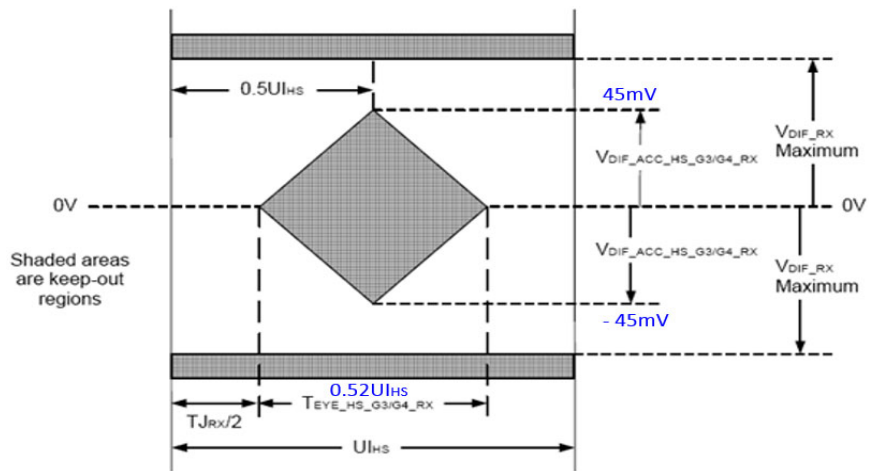 0.5UIHS
45mV
VDIF_RX
Maximum
VDIF_ACC_HS_G3/G4_RX
0V
0V
Shaded areas
are keep-out
regions
VDIF_ACC_HS_G3/G4_RX
VDIF_RX
Maximum
- 45mV
0.52UIHS
TJRX/2
TEYE_HS_G3/G4_RX
UIHS